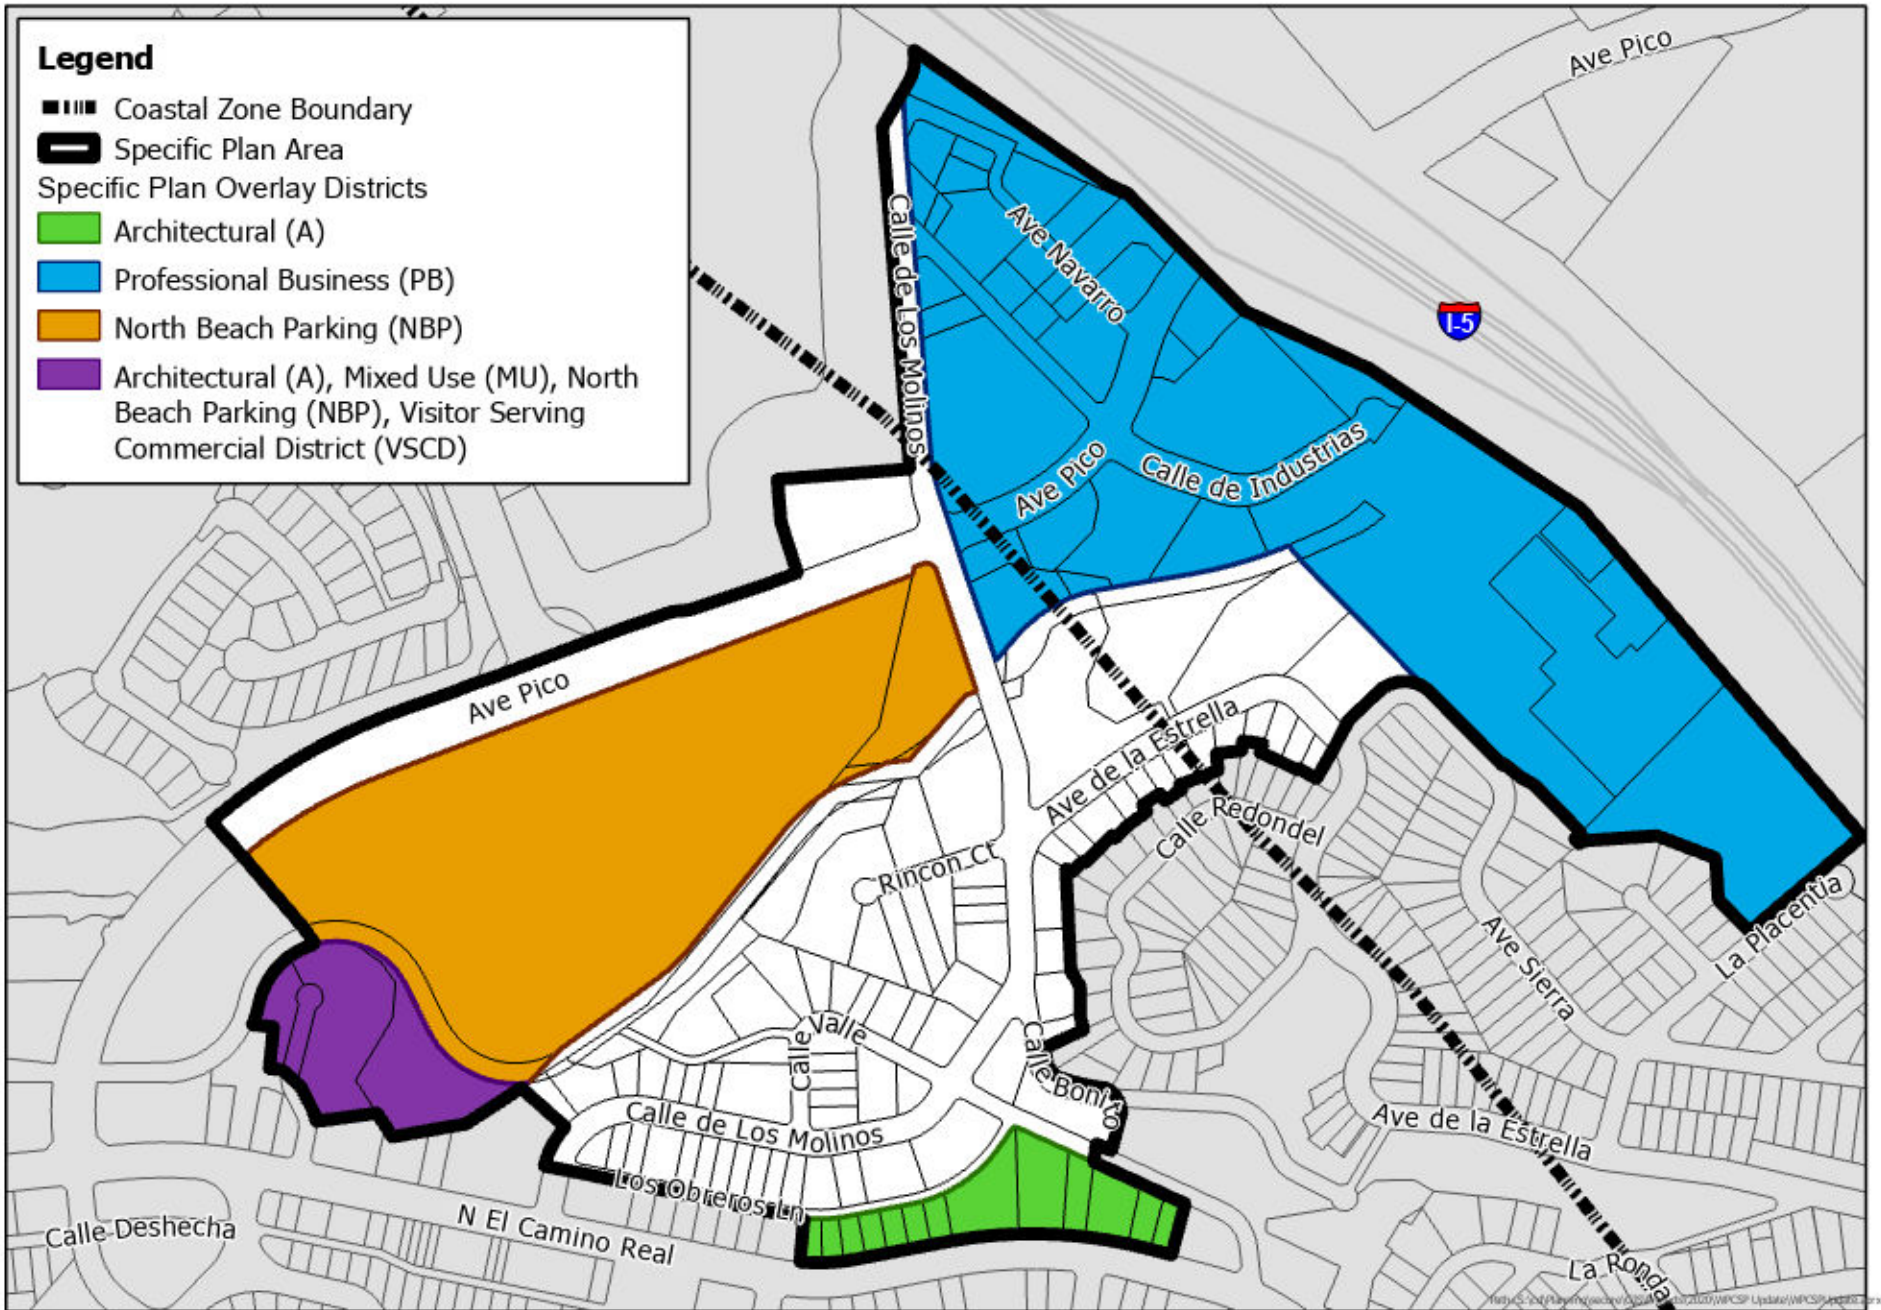 Legend
Coastal Zone Boundary
Specific Plan Area
Specific Plan Overlay Districts
Architectural (A)
Professional Business (PB)
North Beach Parking (NBP)
Architectural (A), Mixed Use (MU), North
Beach Parking (NBP), Visitor Serving
Commercial District (VSCD)
Ave Pico
Calle de Los Molinos
Ave Navarro
I-5
Ave Pico
Calle de Industrias
Ave Pico
Ave de la Estrella
Calle Redondel
Rincon Ct
La Placentia
Ave Sierra
Calle Valle
Calle Bonito
Calle de Los Molinos
Ave de la Estrella
Los Obreros Ln
N El Camino Real
Calle Deshecha
La Ronda